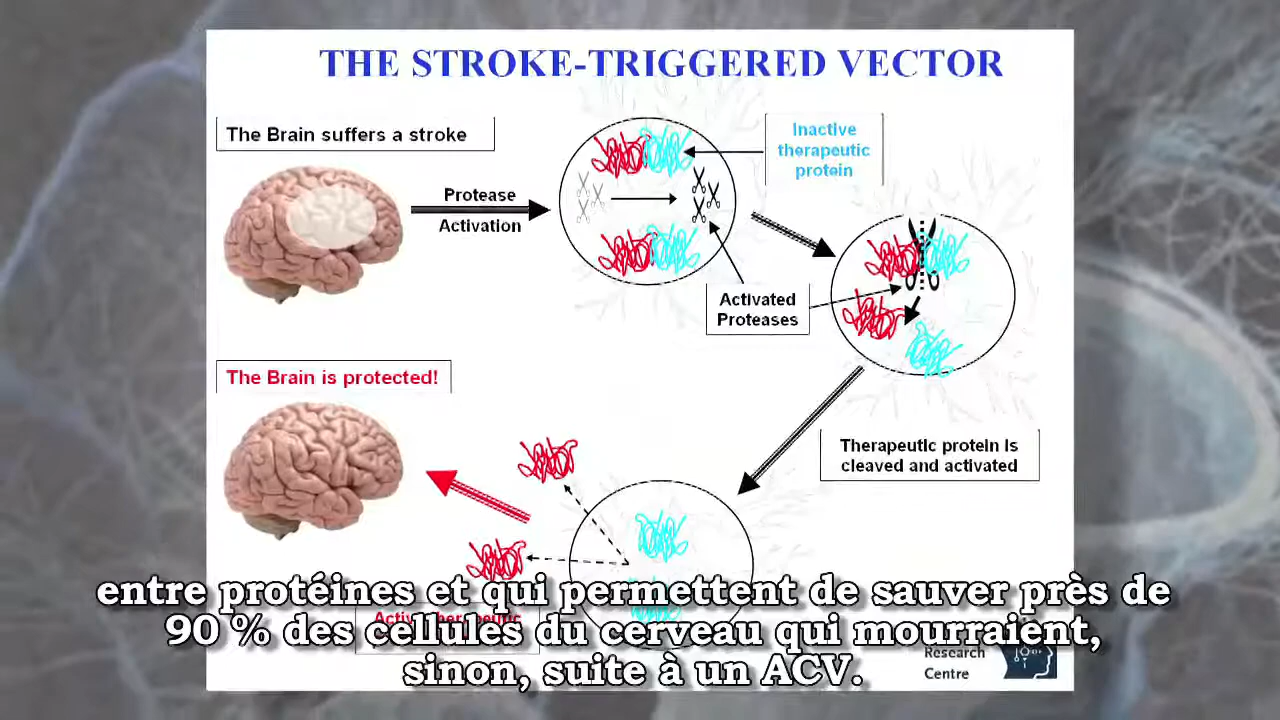 THE STROKE-TRIGGERED VECTOR
The Brain suffers a stroke
Protease
Activation
Inactive
therapeutic
protein
Activated
Proteases
Therapeutic protein is
cleaved and activated
The Brain is protected!
Research
Centre
entre protéines et qui permettent de sauver près de
90 % des cellules du cerveau qui mourraient,
sinon, suite à un ACV.